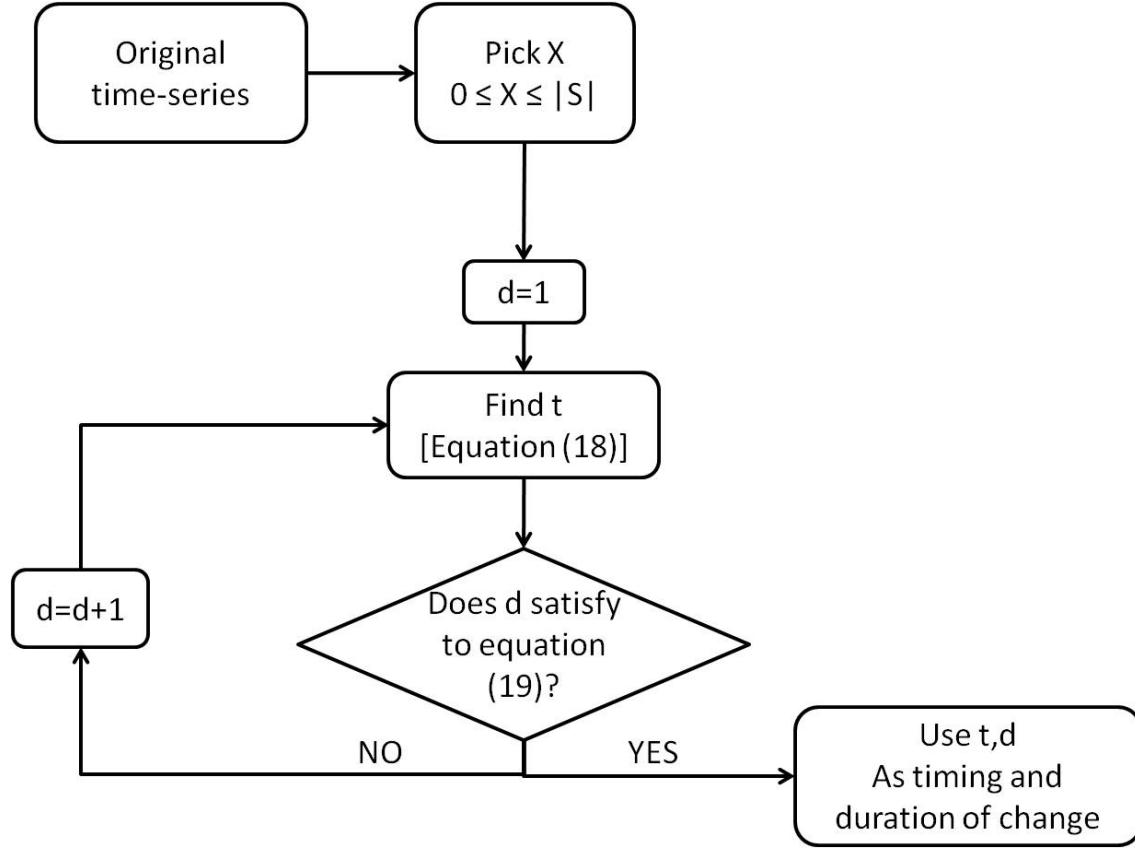 Original
time-series
Pick X
0 ≤ X ≤ |S|
d=1
Find t
[Equation (18)]
d=d+1
Does d satisfy
to equation
(19)?
NO
YES
Use t,d
As timing and
duration of change